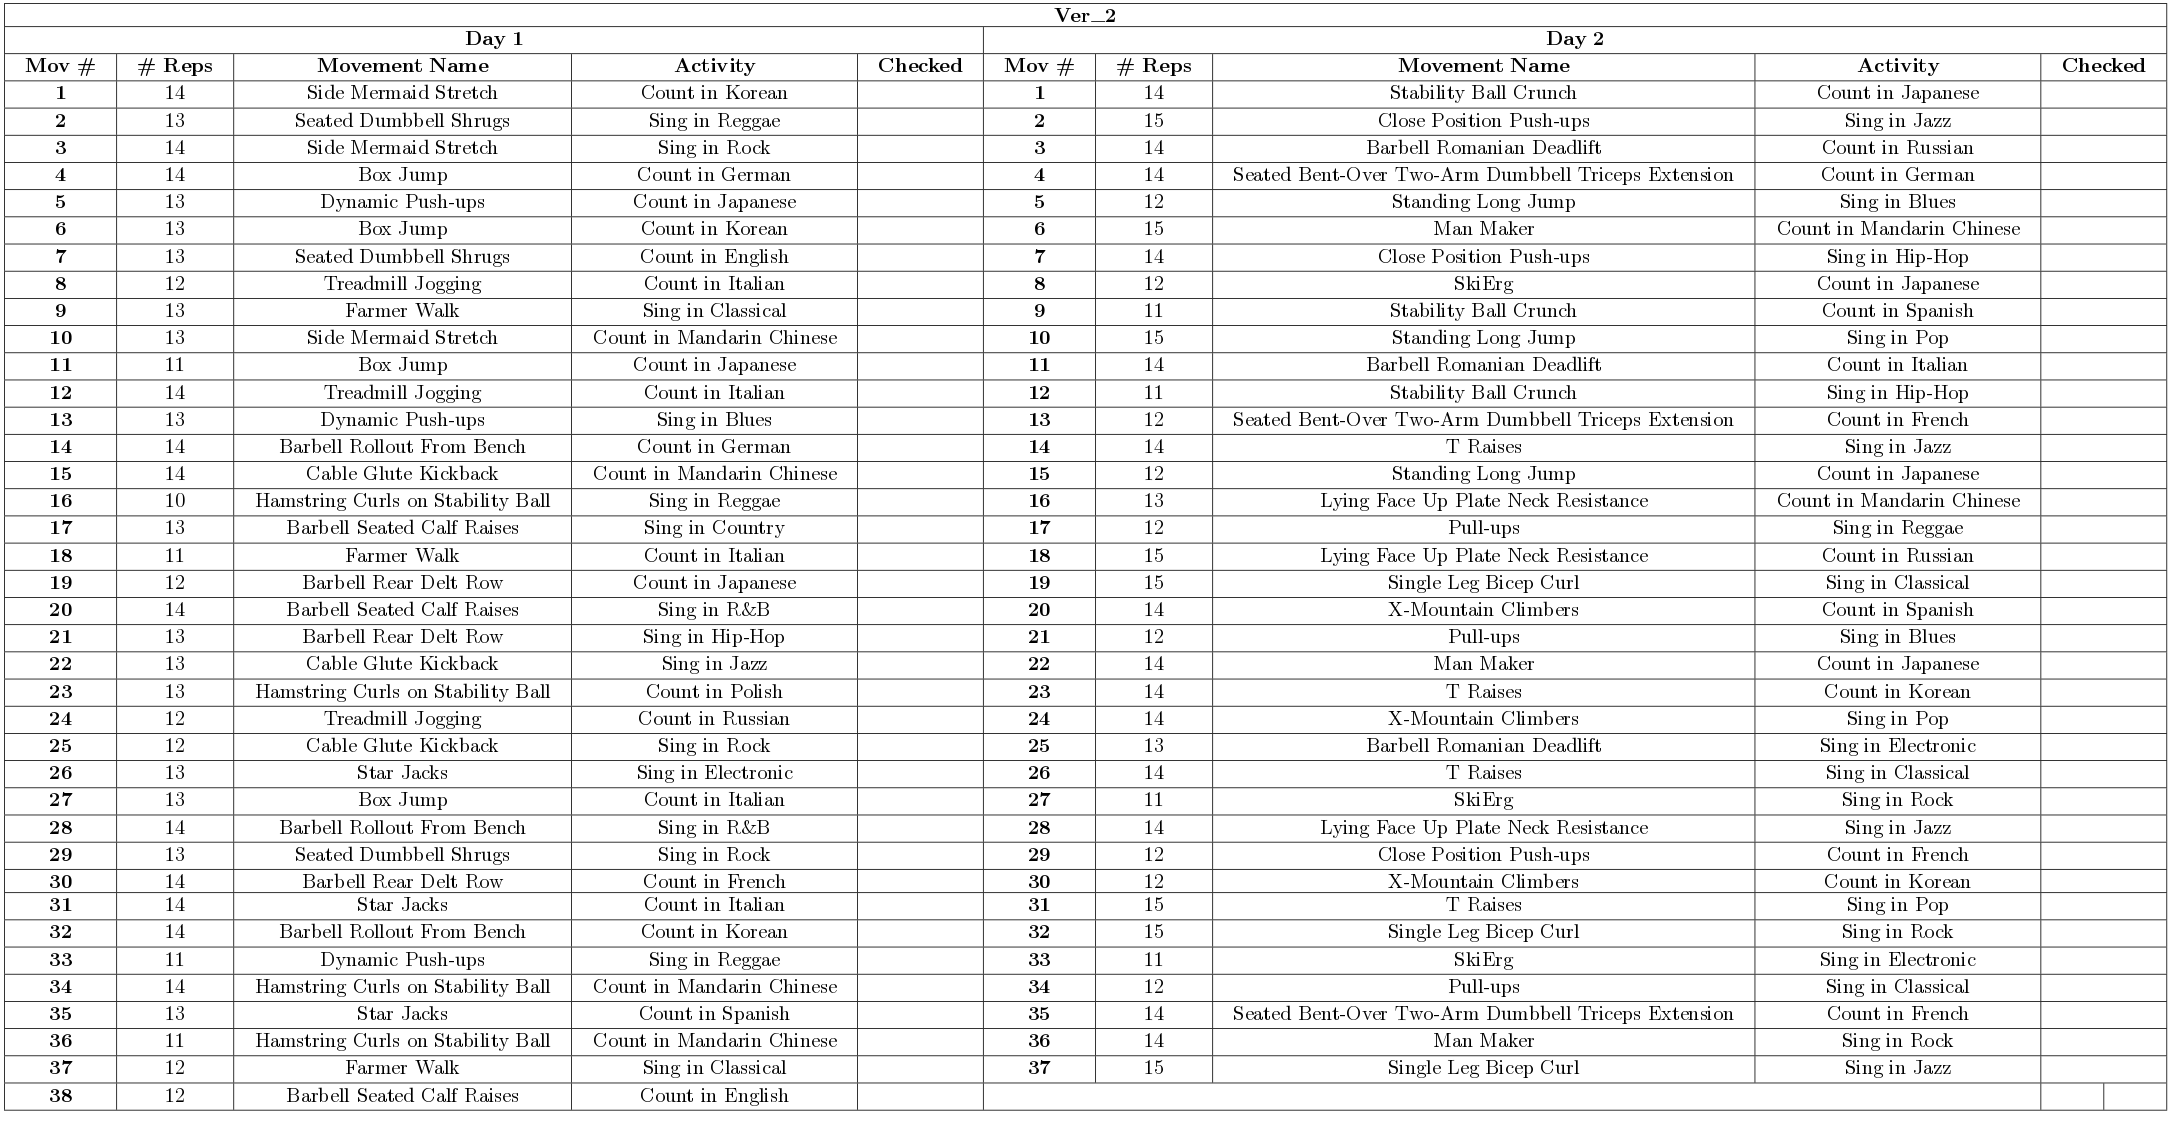 Ver_2
Day 1 Day 2
Mov # # Reps Movement Name Activity Checked Mov # # Reps Movement Name Activity Checked
1 14 Side Mermaid Stretch Count in Korean 1 14 Stability Ball Crunch Count in Japanese
2 13 Seated Dumbbell Shrugs Sing in Reggae 2 15 Close Position Push-ups Sing in Jazz
3 14 Side Mermaid Stretch Sing in Rock 3 14 Barbell Romanian Deadlift Count in Russian
4 14 Box Jump Count in German 4 14 Seated Bent-Over Two-Arm Dumbbell Triceps Extension Count in German
5 13 Dynamic Push-ups Count in Japanese 5 12 Standing Long Jump Sing in Blues
6 13 Box Jump Count in Korean 6 15 Man Maker Count in Mandarin Chinese
7 13 Seated Dumbbell Shrugs Count in English 7 14 Close Position Push-ups Sing in Hip-Hop
8 12 Treadmill Jogging Count in Italian 8 12 SkiErg Count in Japanese
9 13 Farmer Walk Sing in Classical 9 11 Stability Ball Crunch Count in Spanish
10 13 Side Mermaid Stretch Count in Mandarin Chinese 10 15 Standing Long Jump Sing in Pop
11 11 Box Jump Count in Japanese 11 14 Barbell Romanian Deadlift Count in Italian
12 14 Treadmill Jogging Count in Italian 12 11 Stability Ball Crunch Sing in Hip-Hop
13 13 Dynamic Push-ups Sing in Blues 13 12 Seated Bent-Over Two-Arm Dumbbell Triceps Extension Count in French
14 14 Barbell Rollout From Bench Count in German 14 14 T Raises Sing in Jazz
15 14 Cable Glute Kickback Count in Mandarin Chinese 15 12 Standing Long Jump Count in Japanese
16 10 Hamstring Curls on Stability Ball Sing in Reggae 16 13 Lying Face Up Plate Neck Resistance Count in Mandarin Chinese
17 13 Barbell Seated Calf Raises Sing in Country 17 12 Pull-ups Sing in Reggae
18 11 Farmer Walk Count in Italian 18 15 Lying Face Up Plate Neck Resistance Count in Russian
19 12 Barbell Rear Delt Row Count in Japanese 19 15 Single Leg Bicep Curl Sing in Classical
20 14 Barbell Seated Calf Raises Sing in R&B 20 14 X-Mountain Climbers Count in Spanish
21 13 Barbell Rear Delt Row Sing in Hip-Hop 21 12 Pull-ups Sing in Blues
22 13 Cable Glute Kickback Sing in Jazz 22 14 Man Maker Count in Japanese
23 13 Hamstring Curls on Stability Ball Count in Polish 23 14 T Raises Count in Korean
24 12 Treadmill Jogging Count in Russian 24 14 X-Mountain Climbers Sing in Pop
25 12 Cable Glute Kickback Sing in Rock 25 13 Barbell Romanian Deadlift Sing in Electronic
26 13 Star Jacks Sing in Electronic 26 14 T Raises Sing in Classical
27 13 Box Jump Count in Italian 27 11 SkiErg Sing in Rock
28 14 Barbell Rollout From Bench Sing in R&B 28 14 Lying Face Up Plate Neck Resistance Sing in Jazz
29 13 Seated Dumbbell Shrugs Sing in Rock 29 12 Close Position Push-ups Count in French
30 14 Barbell Rear Delt Row Count in French 30 12 X-Mountain Climbers Count in Korean
31 14 Star Jacks Count in Italian 31 15 T Raises Sing in Pop
32 14 Barbell Rollout From Bench Count in Korean 32 15 Single Leg Bicep Curl Sing in Rock
33 11 Dynamic Push-ups Sing in Reggae 33 11 SkiErg Sing in Electronic
34 14 Hamstring Curls on Stability Ball Count in Mandarin Chinese 34 12 Pull-ups Sing in Classical
35 13 Star Jacks Count in Spanish 35 14 Seated Bent-Over Two-Arm Dumbbell Triceps Extension Count in French
36 11 Hamstring Curls on Stability Ball Count in Mandarin Chinese 36 14 Man Maker Sing in Rock
37 12 Farmer Walk Sing in Classical 37 15 Single Leg Bicep Curl Sing in Jazz
38 12 Barbell Seated Calf Raises Count in English